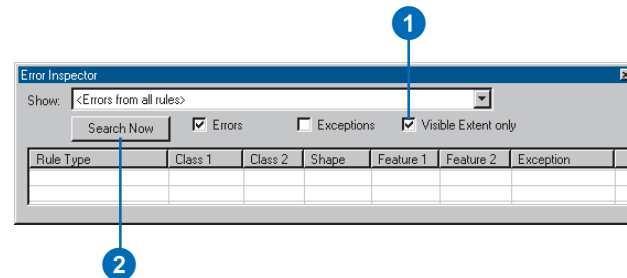 1
Error Inspector
Show: <Errors from all rules>
Search Now Errors Exceptions Visible Extent only
Rule Type Class 1 Class 2 Shape Feature 1 Feature 2 Exception
2